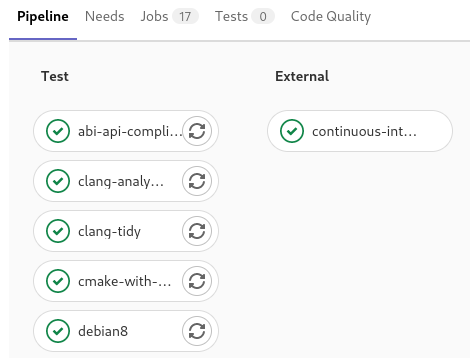 Pipeline Needs Jobs 17 Tests 0 Code Quality
Test
abi-api-compli...
clang-analy...
clang-tidy
cmake-with-...
debian8
External
continuous-int...